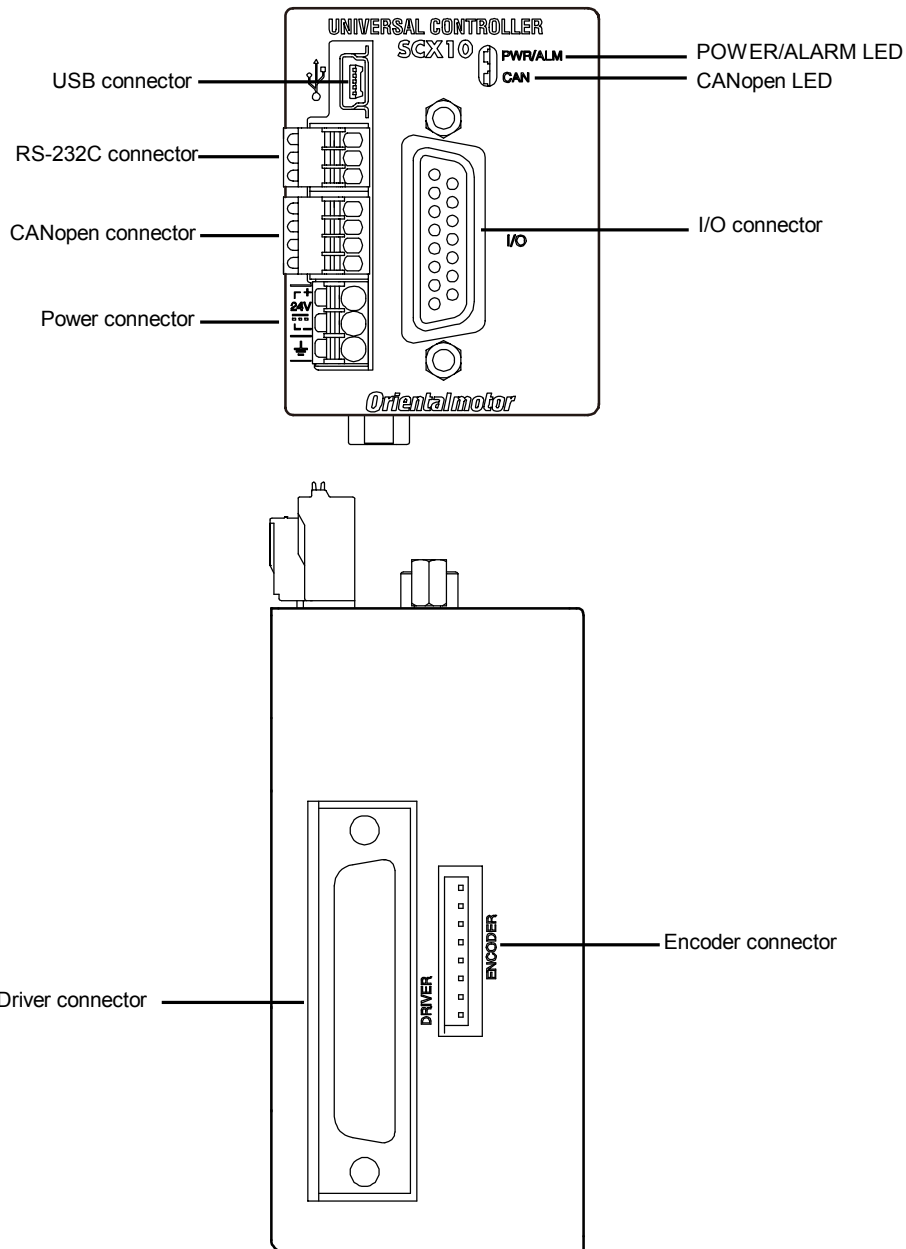 UNIVERSAL CONTROLLER
SCX10
PWR/ALM
CAN
POWER/ALARM LED
CANopen LED
USB connector
RS-232C connector
CANopen connector
I/O
I/O connector
+
24V
Power connector
Orientalmotor
ENCODER
Encoder connector
DRIVER
Driver connector